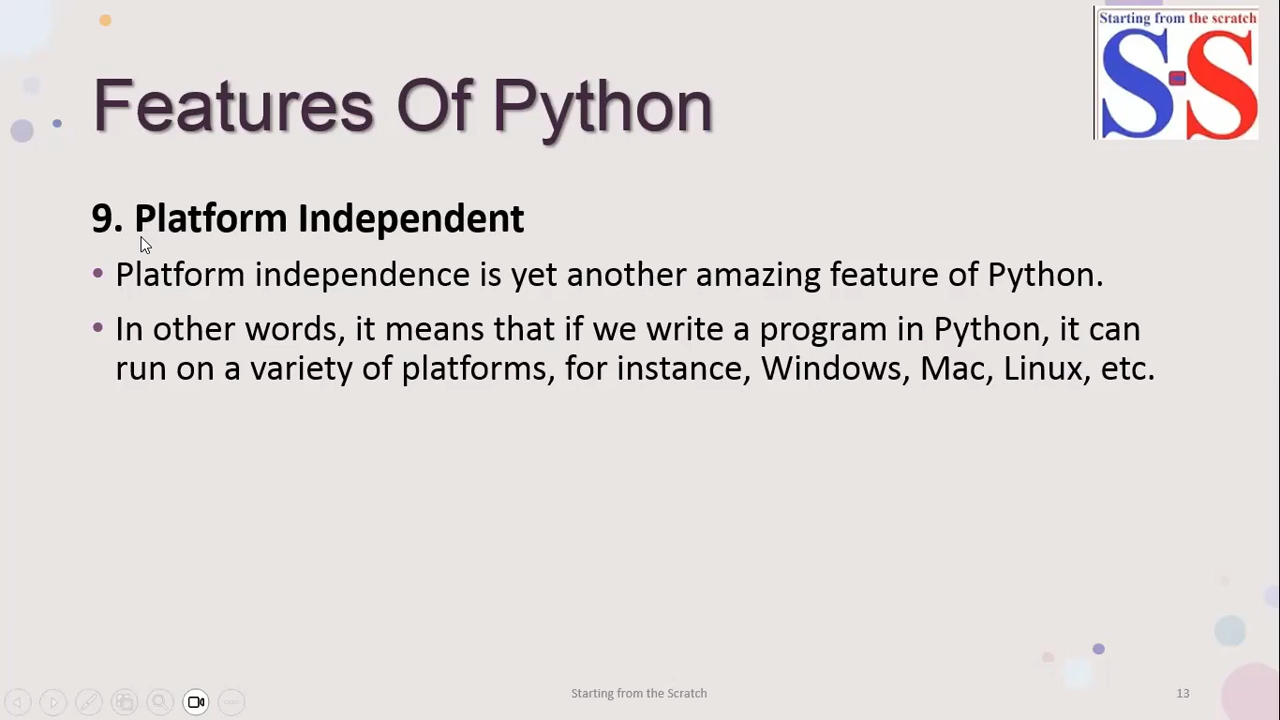 Starting from the scratch
S-S
Features Of Python
9. Platform Independent
• Platform independence is yet another amazing feature of Python.
• In other words, it means that if we write a program in Python, it can
run on a variety of platforms, for instance, Windows, Mac, Linux, etc.
Starting from the Scratch
13